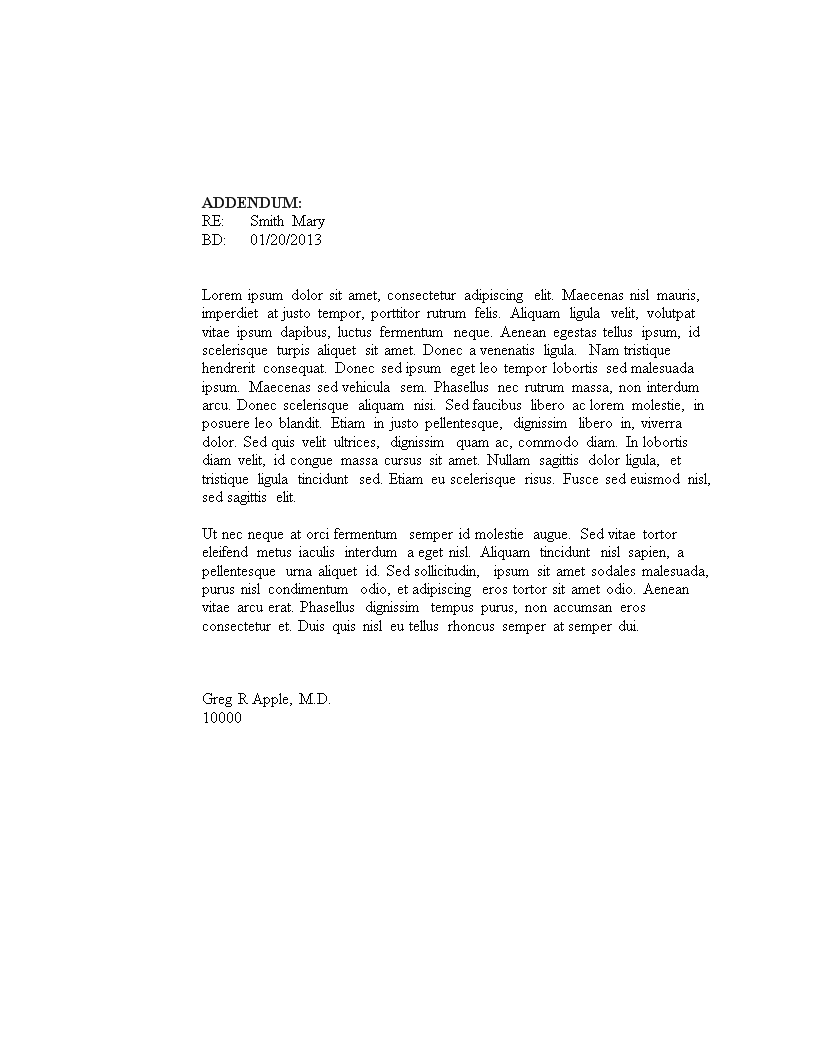 ADDENDUM:
RE: Smith Mary
BD: 01/20/2013
Lorem ipsum dolor sit amet, consectetur adipiscing elit. Maecenas nisl mauris,
imperdiet at justo tempor, porttitor rutrum felis. Aliquam ligula velit, volutpat
vitae ipsum dapibus, luctus fermentum neque. Aenean egestas tellus ipsum, id
scelerisque turpis aliquet sit amet. Donec a venenatis ligula. Nam tristique
hendrerit consequat. Donec sed ipsum eget leo tempor lobortis sed malesuada
ipsum. Maecenas sed vehicula sem. Phasellus nec rutrum massa, non interdum
arcu. Donec scelerisque aliquam nisi. Sed faucibus libero ac lorem molestie, in
posuere leo blandit. Etiam in justo pellentesque, dignissim libero in, viverra
dolor. Sed quis velit ultrices, dignissim quam ac, commodo diam. In lobortis
diam velit, id congue massa cursus sit amet. Nullam sagittis dolor ligula, et
tristique ligula tincidunt sed. Etiam eu scelerisque risus. Fusce sed euismod nisl,
sed sagittis elit.
Ut nec neque at orci fermentum semper id molestie augue. Sed vitae tortor
eleifend metus iaculis interdum a eget nisl. Aliquam tincidunt nisl sapien, a
pellentesque urna aliquet id. Sed sollicitudin, ipsum sit amet sodales malesuada,
purus nisl condimentum odio, et adipiscing eros tortor sit amet odio. Aenean
vitae arcu erat. Phasellus dignissim tempus purus, non accumsan eros
consectetur et. Duis quis nisl eu tellus rhoncus semper at semper dui.
Greg R Apple, M.D.
10000